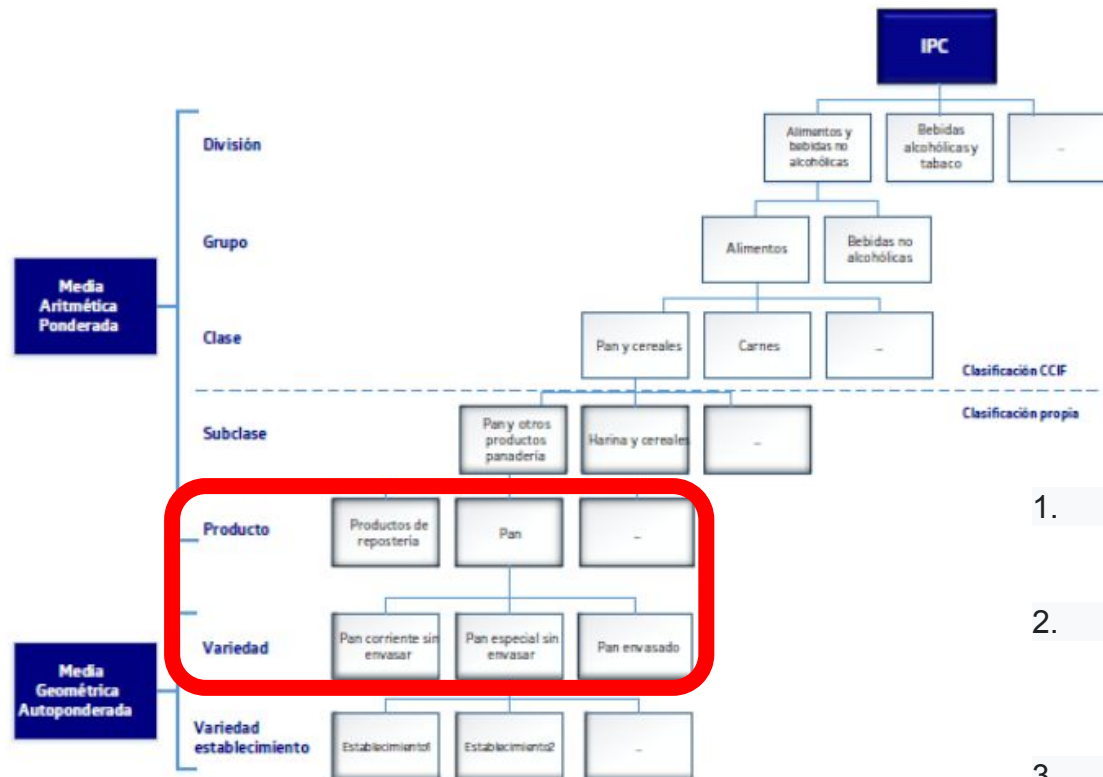 IPC
División
Alimentos y
bebidas no
alcohólicas
Bebidas
alcohólicas y
tabaco
...
Grupo
Alimentos
Bebidas no
alcohólicas
Media
Aritmética
Ponderada
Clase
Pan y cereales
Carnes
...
Clasificación CCIF
Clasificación propia
Subclase
Pan y otros
productos
panadería
Harina y cereales
...
Producto
Productos de
repostería
Pan
...
1.
2.
Variedad
Pan corriente sin
envasar
Pan especial sin
envasar
Pan envasado
Media
Geométrica
Autoponderada
Variedad
establecimiento
Establecimiento1
Establecimiento2
...
3.